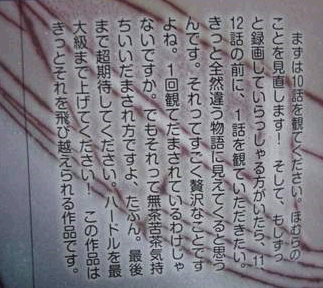 まずは10話を観てください。ほむらの
ことを見直します！ そして、もしずっ
と録画していらっしゃる方がいたら、11
12話の前に、1話を観ていただきたい。
きっと全然違う物語に見えてくると思う
んです。それってすごく贅沢なことです
よね。1回観てだまされているわけじゃ
ないですか。でもそれって無茶苦茶気持
ちいいだまされ方ですよ、たぶん。最後
まで超期待してください。ハードルを最
大級まで上げてください！ この作品は
きっとそれを飛び越えられる作品です。